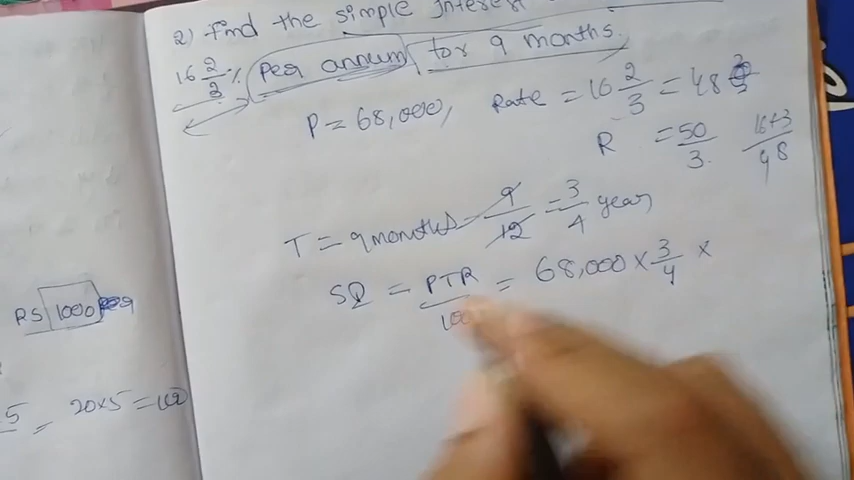 2) Find the simple Interest
16 2/3 % per annum for 9 months.
P = 68,000, Rate = 16 2/3 = 48
R = 50/3. 16+3/48
T = 9 months = 9/12 = 3/4 year
SI = PTR/100 = 68,000 × 3/4 ×
RS 1000
5 = 20×5 = 100